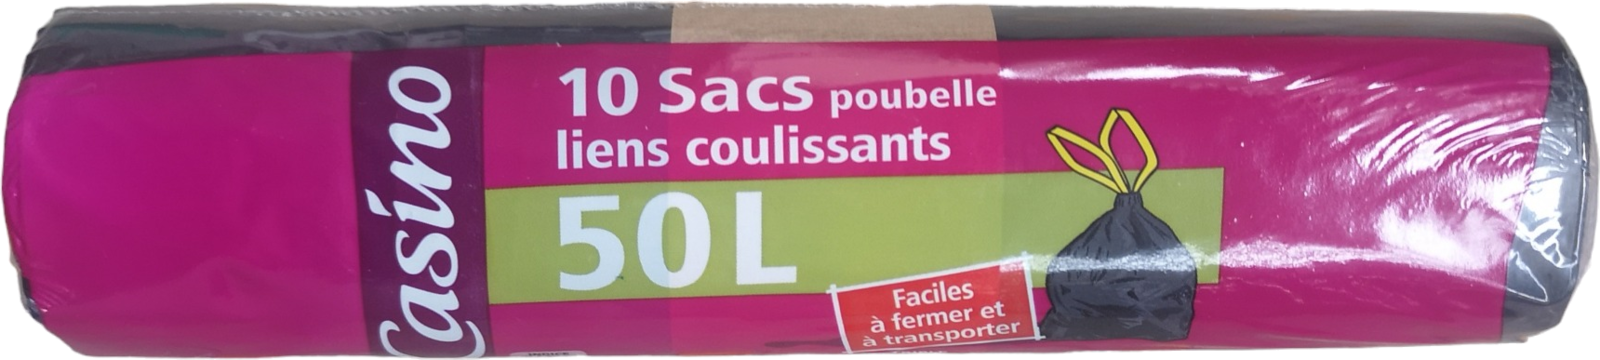 Casino
10 Sacs poubelle
liens coulissants
50L
Faciles
à fermer et
à transporter